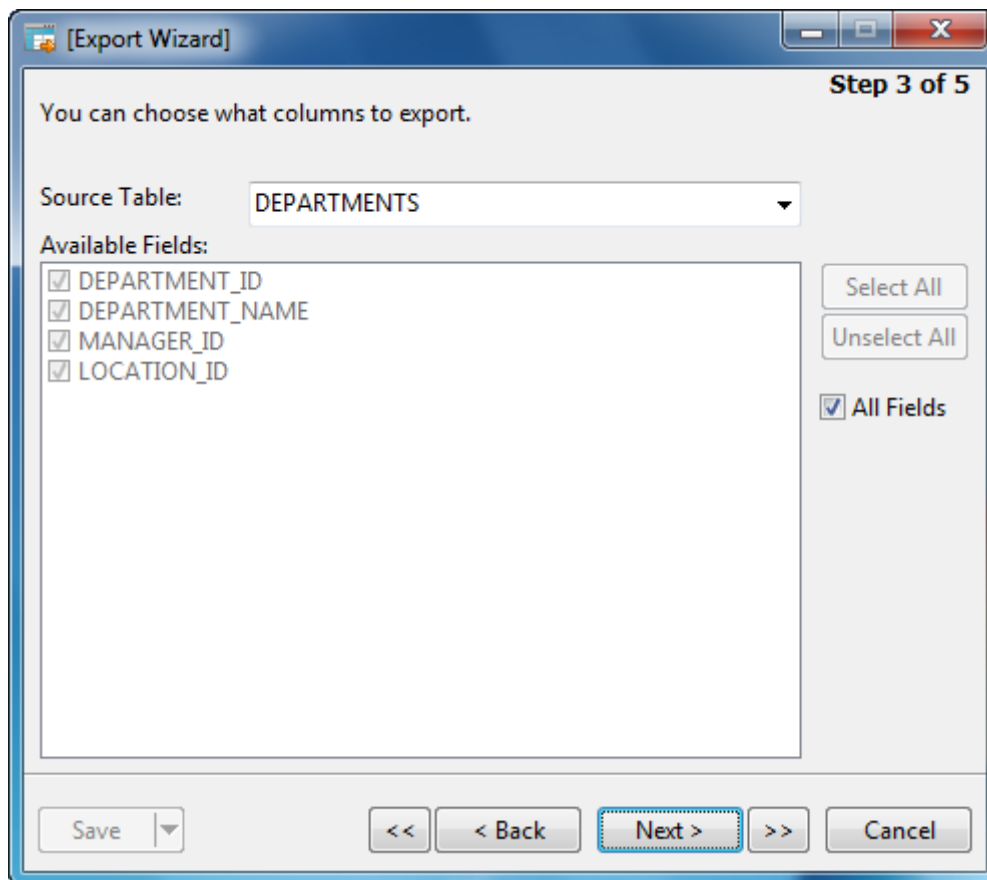 [Export Wizard]
Step 3 of 5
You can choose what columns to export.
Source Table: DEPARTMENTS
Available Fields:
DEPARTMENT_ID
DEPARTMENT_NAME
MANAGER_ID
LOCATION_ID
Select All
Unselect All
All Fields
Save << < Back Next > >> Cancel